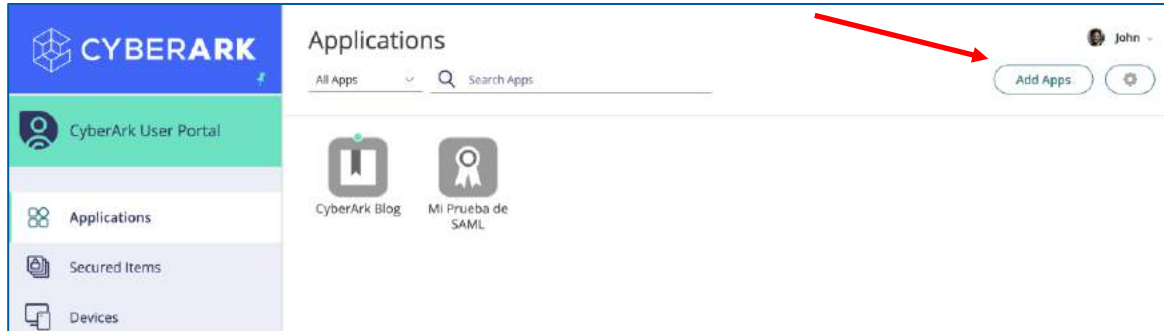 CYBERARK
CyberArk User Portal
Applications
Secured Items
Devices
Applications
John
All Apps
Search Apps
Add Apps
CyberArk Blog
Mi Prueba de
SAML